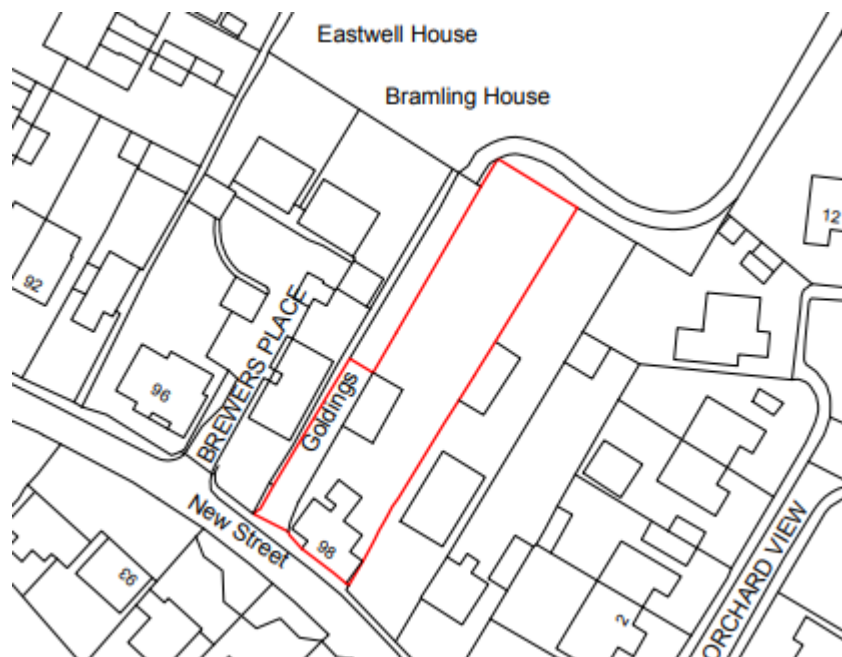 Eastwell House
Bramling House
12
92
BREWERS PLACE
96
Goldings
New Street
98
93
2
ORCHARD VIEW